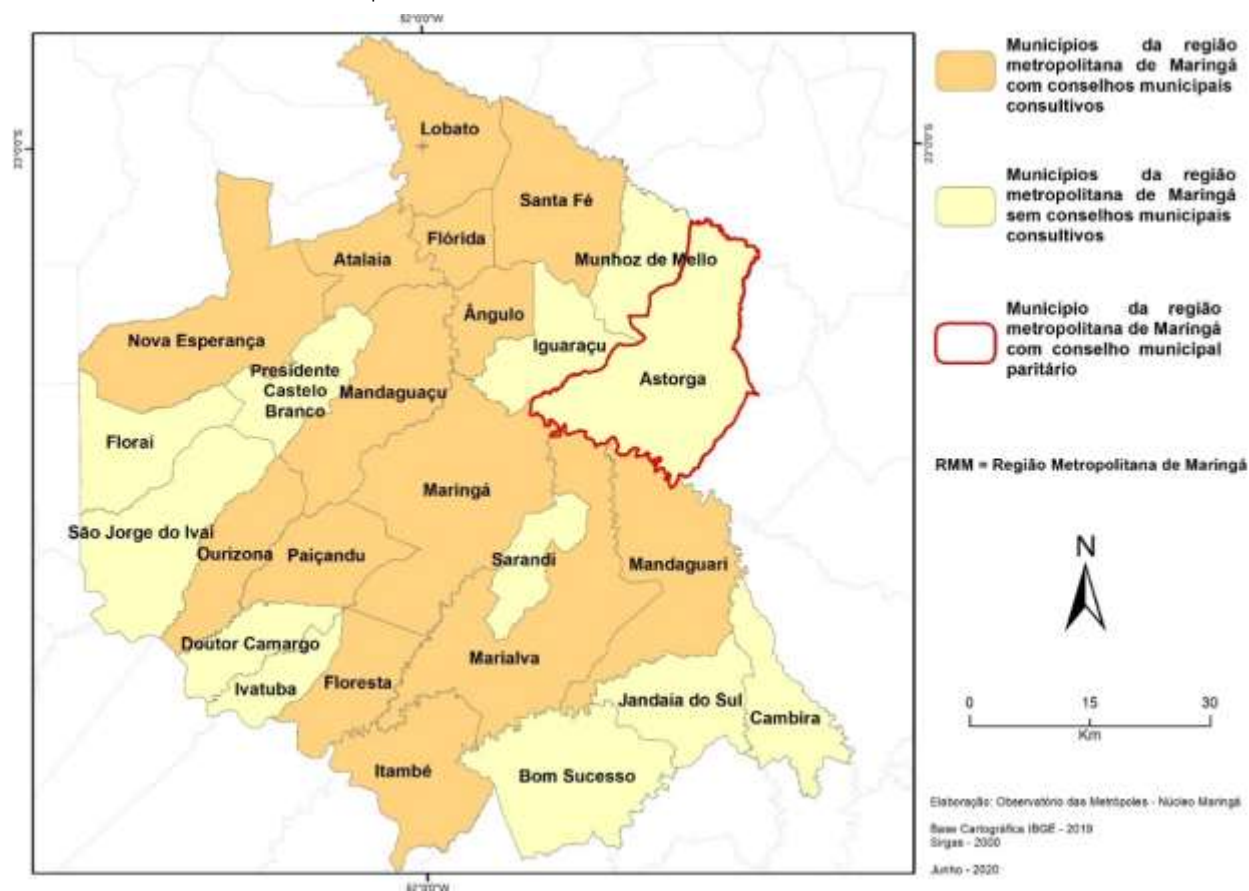 52°0'0"W
23°0'0"S
23°0'0"S
Lobato
Santa Fé
Flórida
Atalaia
Munhoz de Mello
Ângulo
Nova Esperança
Iguaraçu
Presidente
Castelo
Branco
Mandaguaçu
Astorga
Floraí
Maringá
São Jorge do Ivaí
Ourizona
Paiçandu
Sarandi
Mandaguari
Doutor Camargo
Marialva
Ivatuba
Floresta
Jandaia do Sul
Cambira
Itambé
Bom Sucesso
52°0'0"W
Municípios da região
metropolitana de Maringá
com conselhos municipais
consultivos
Municípios da região
metropolitana de Maringá
sem conselhos municipais
consultivos
Município da região
metropolitana de Maringá
com conselho municipal
paritário
RMM = Região Metropolitana de Maringá
N
0 15 30
Km
Elaboração: Observatório das Metrópoles - Núcleo Maringá
Base Cartográfica IBGE - 2019
Sirgas - 2000
Junho - 2020